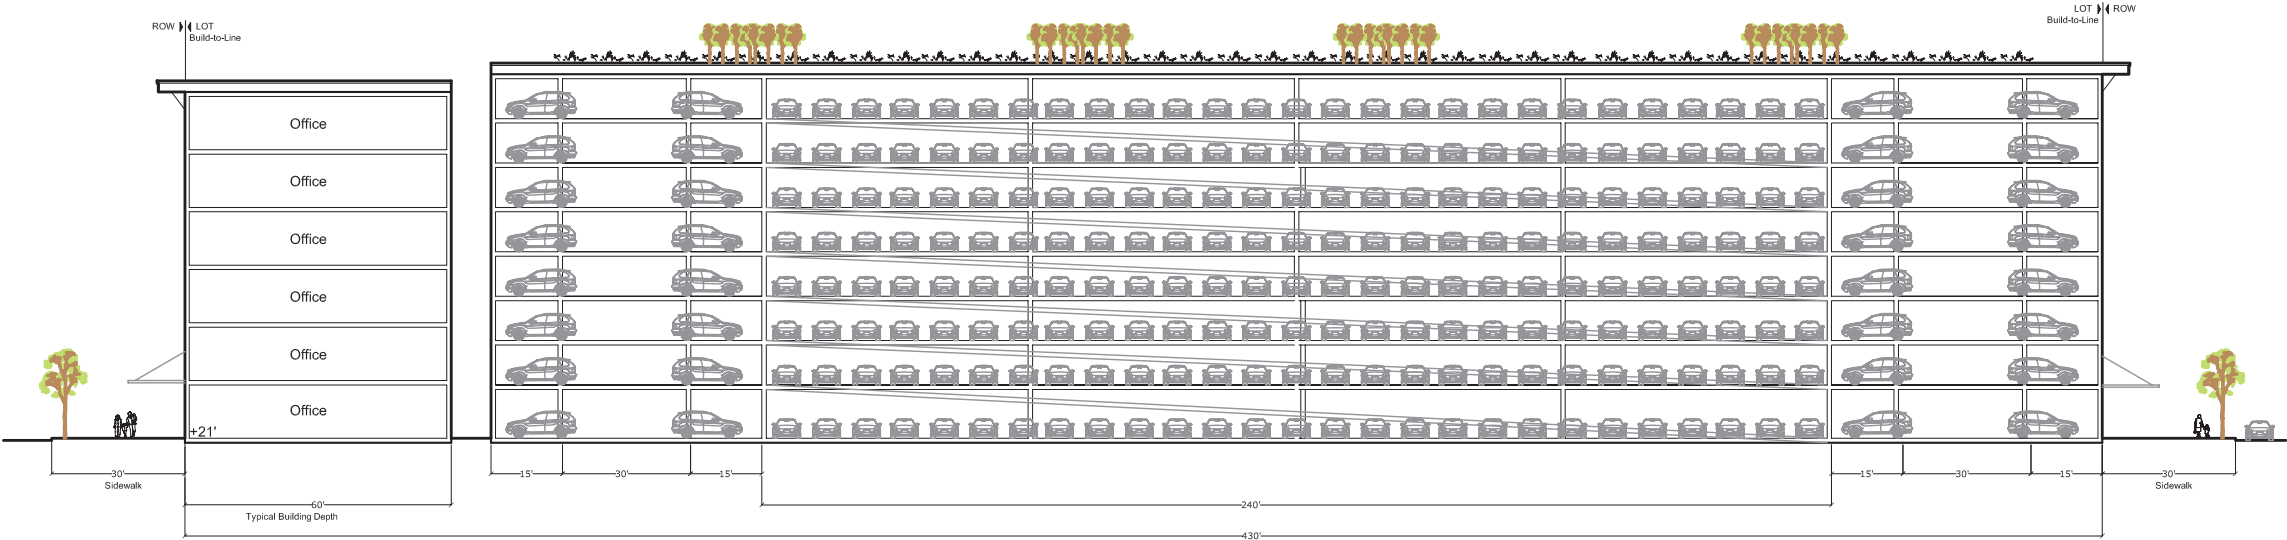 ROW LOT
Build-to-Line
LOT ROW
Build-to-Line
Office
Office
Office
Office
Office
Office
+21'
30'
Sidewalk
15'
30'
15'
15'
30'
15'
30'
Sidewalk
60'
Typical Building Depth
240'
430'